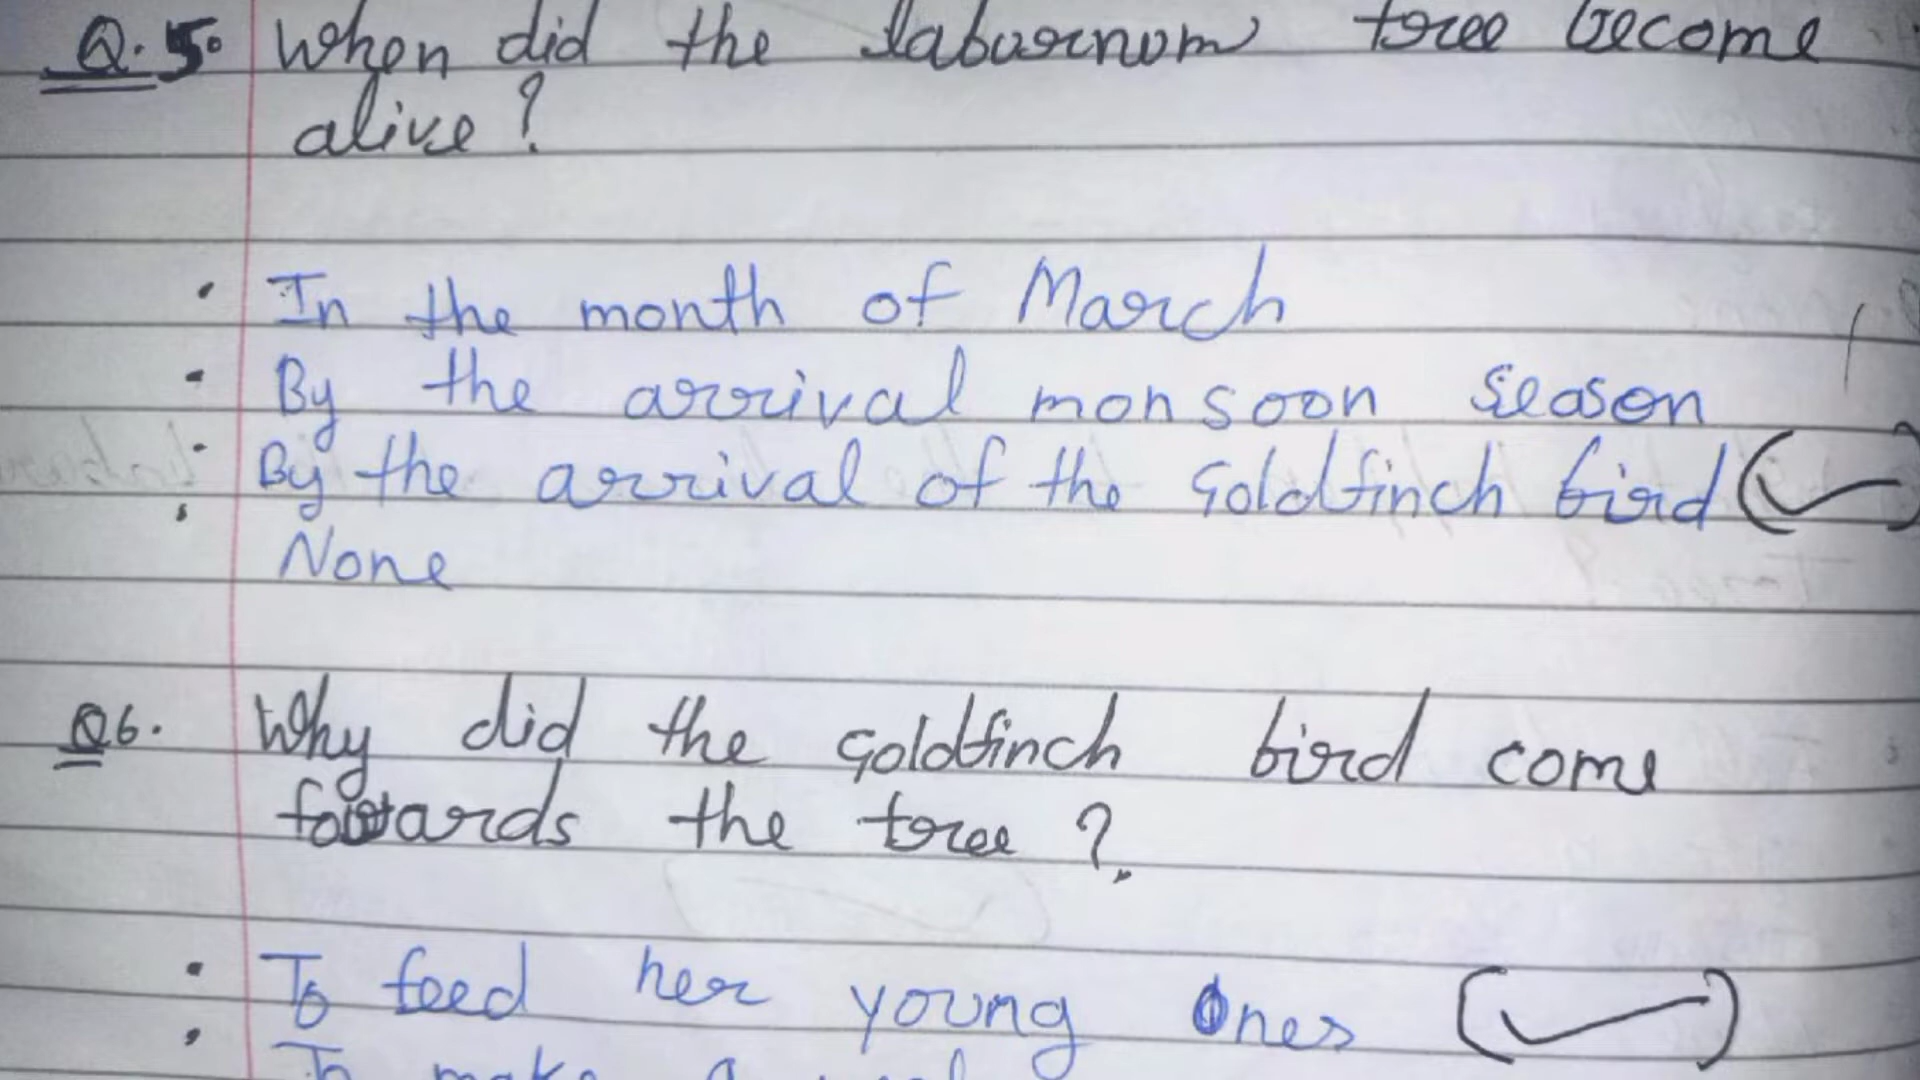 Q.5. When did the laburnum tree become
alive?
• In the month of March
• By the arrival monsoon season
• By the arrival of the Goldfinch bird (✓)
• None
Q6. Why did the Goldfinch bird come
towards the tree?
• To feed her young ones (✓)
• To make a